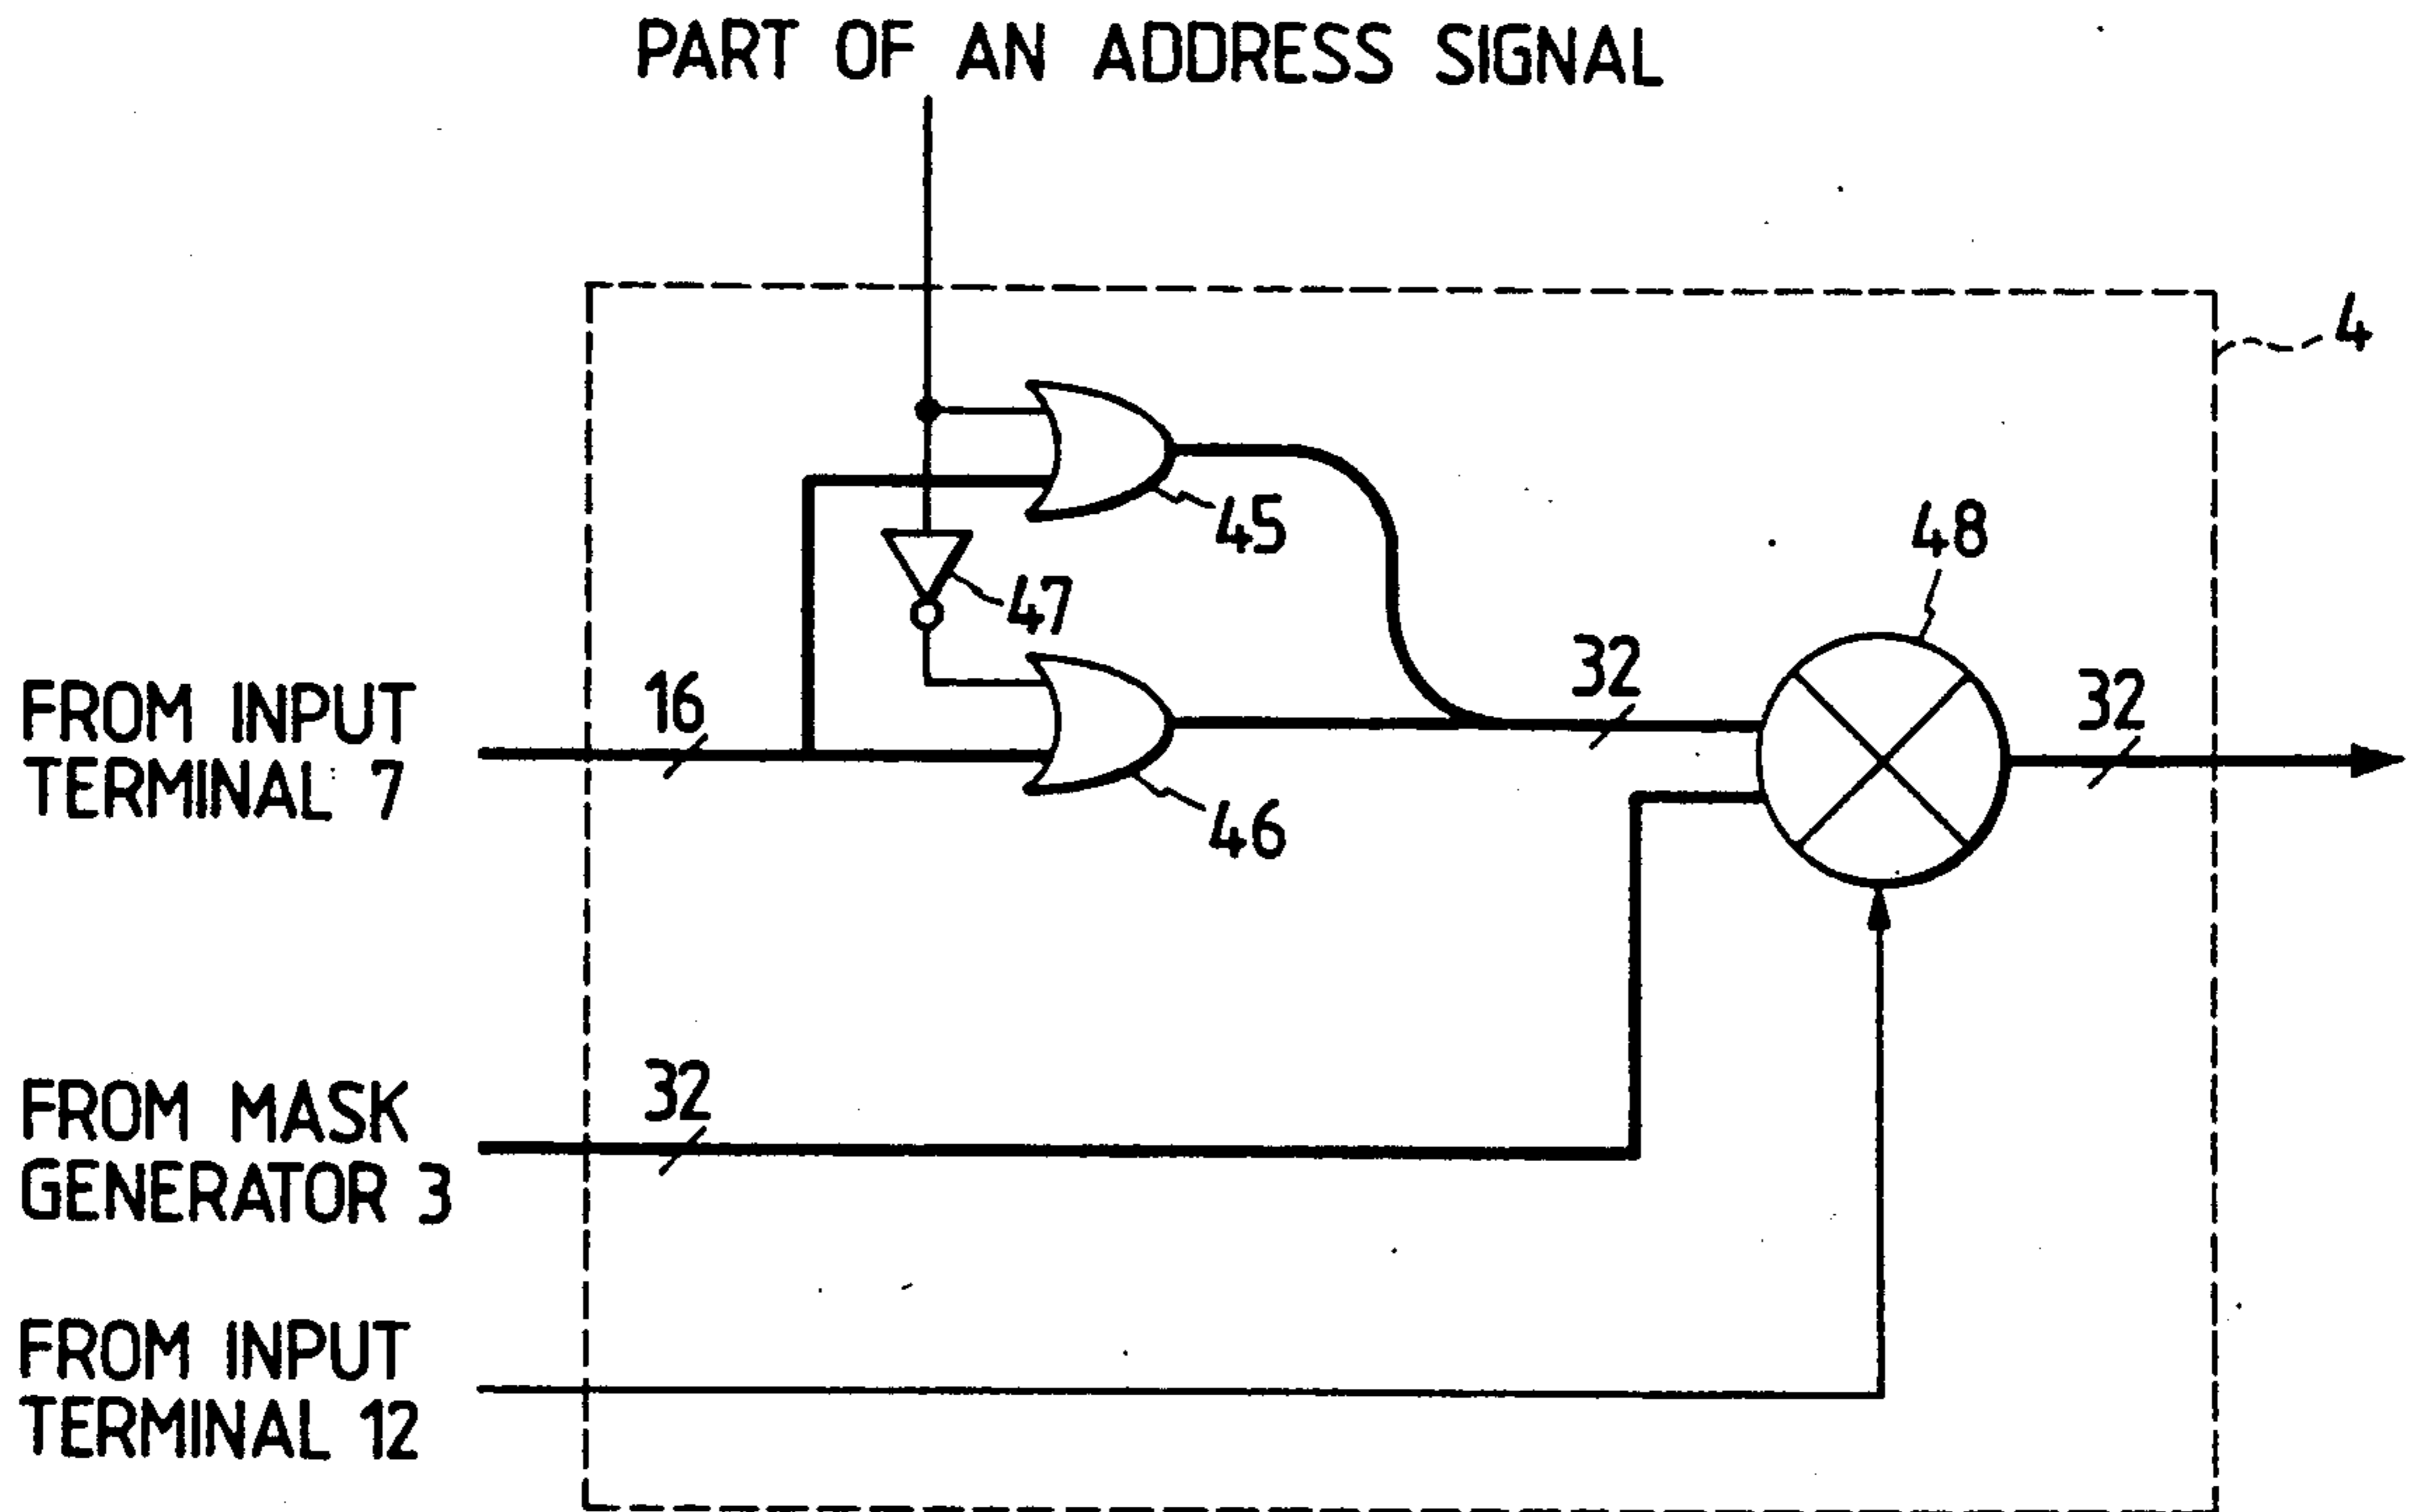 PART OF AN ADDRESS SIGNAL
4
45
47
48
FROM INPUT
TERMINAL 7
16
32
32
46
FROM MASK
GENERATOR 3
32
FROM INPUT
TERMINAL 12